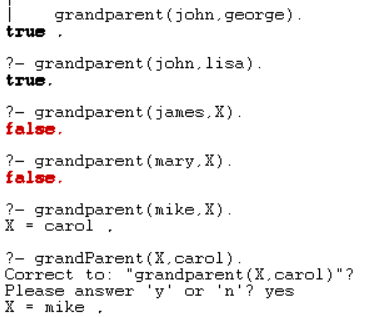 |    grandparent(john,george).
true .
?- grandparent(john,lisa).
true.
?- grandparent(james,X).
false.
?- grandparent(mary,X).
false.
?- grandparent(mike,X).
X = carol .
?- grandParent(X,carol).
Correct to: "grandparent(X,carol)"?
Please answer 'y' or 'n'? yes
X = mike .